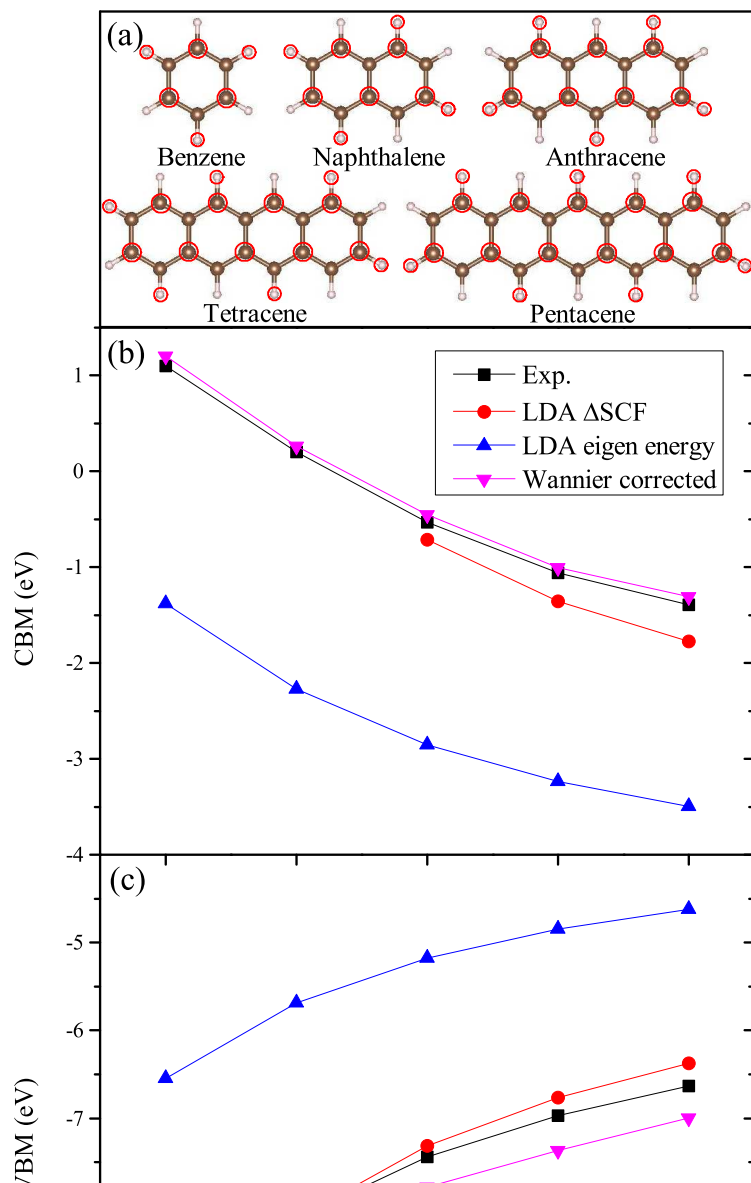 (a)
Benzene Naphthalene Anthracene
Tetracene Pentacene
(b)
Exp.
LDA ΔSCF
LDA eigen energy
Wannier corrected
1
0
-1
-2
-3
-4
CBM (eV)
(c)
-5
-6
-7
VBM (eV)